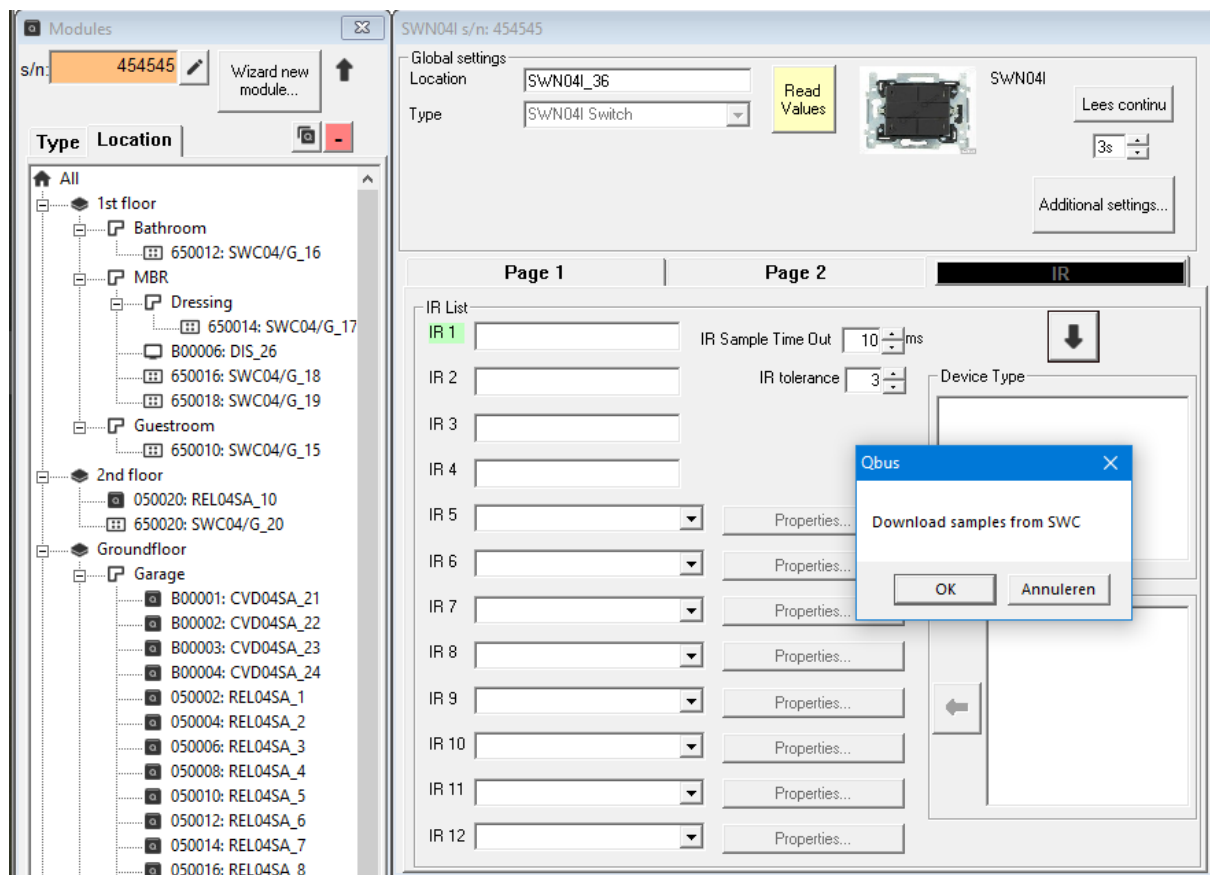 Modules
s/n: 454545
Wizard new
module...
Type Location
-
All
1st floor
Bathroom
650012: SWC04/G_16
MBR
Dressing
650014: SWC04/G_17
B00006: DIS_26
650016: SWC04/G_18
650018: SWC04/G_19
Guestroom
650010: SWC04/G_15
2nd floor
050020: REL04SA_10
650020: SWC04/G_20
Groundfloor
Garage
B00001: CVD04SA_21
B00002: CVD04SA_22
B00003: CVD04SA_23
B00004: CVD04SA_24
050002: REL04SA_1
050004: REL04SA_2
050006: REL04SA_3
050008: REL04SA_4
050010: REL04SA_5
050012: REL04SA_6
050014: REL04SA_7
050016: REL04SA_8
SWN04I s/n: 454545
Global settings
Location SWN04I_36
Type SWN04I Switch
Read
Values
SWN04I
Lees continu
3s
Additional settings...
Page 1 Page 2 IR
IR List
IR 1
IR Sample Time Out 10 ms
IR 2
IR tolerance 3
Device Type
IR 3
IR 4
IR 5 Properties...
IR 6 Properties...
IR 7 Properties...
IR 8 Properties...
IR 9 Properties...
IR 10 Properties...
IR 11 Properties...
IR 12 Properties...
Qbus
Download samples from SWC
OK Annuleren